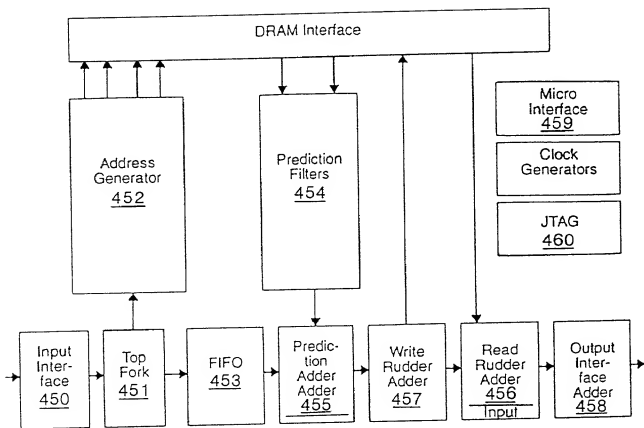 DRAM Interface
Address
Generator
452
Prediction
Filters
454
Micro
Interface
459
Clock
Generators
JTAG
460
Input
Inter-
face
450
Top
Fork
451
FIFO
453
Predic-
tion
Adder
Adder
455
Write
Rudder
Adder
457
Read
Rudder
Adder
456
Input
Output
Inter-
face
Adder
458